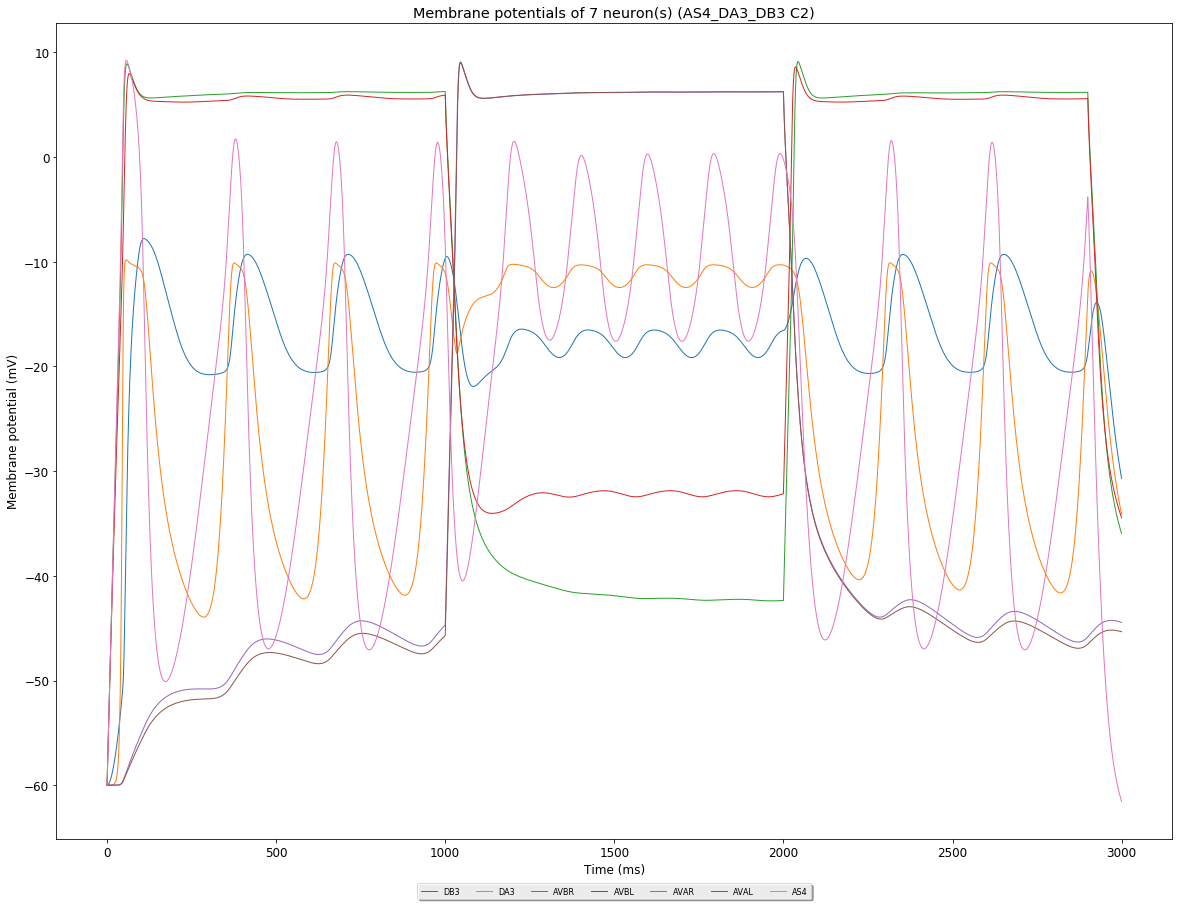 Membrane potentials of 7 neuron(s) (AS4_DA3_DB3 C2)
10
0
−10
−20
−30
−40
−50
−60
Membrane potential (mV)
0 500 1000 1500 2000 2500 3000
Time (ms)
DB3 DA3 AVBR AVBL AVAR AVAL AS4